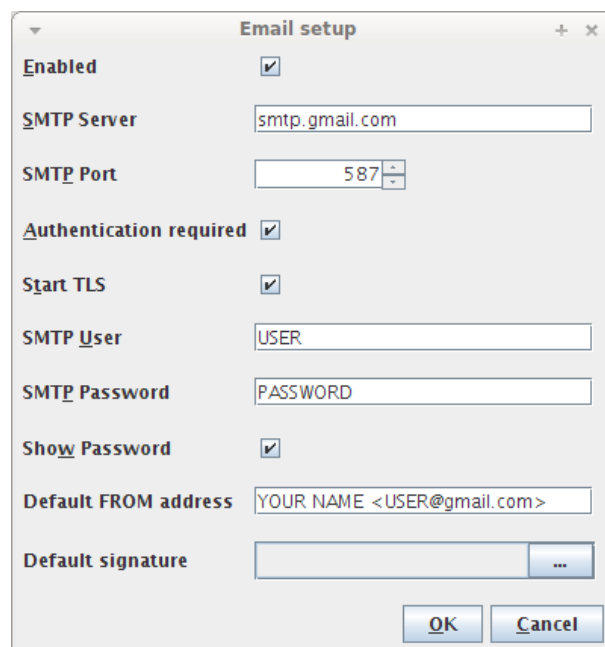 Email setup
Enabled
SMTP Server smtp.gmail.com
SMTP Port 587
Authentication required
Start TLS
SMTP User USER
SMTP Password PASSWORD
Show Password
Default FROM address YOUR NAME <USER@gmail.com>
Default signature ...
OK Cancel